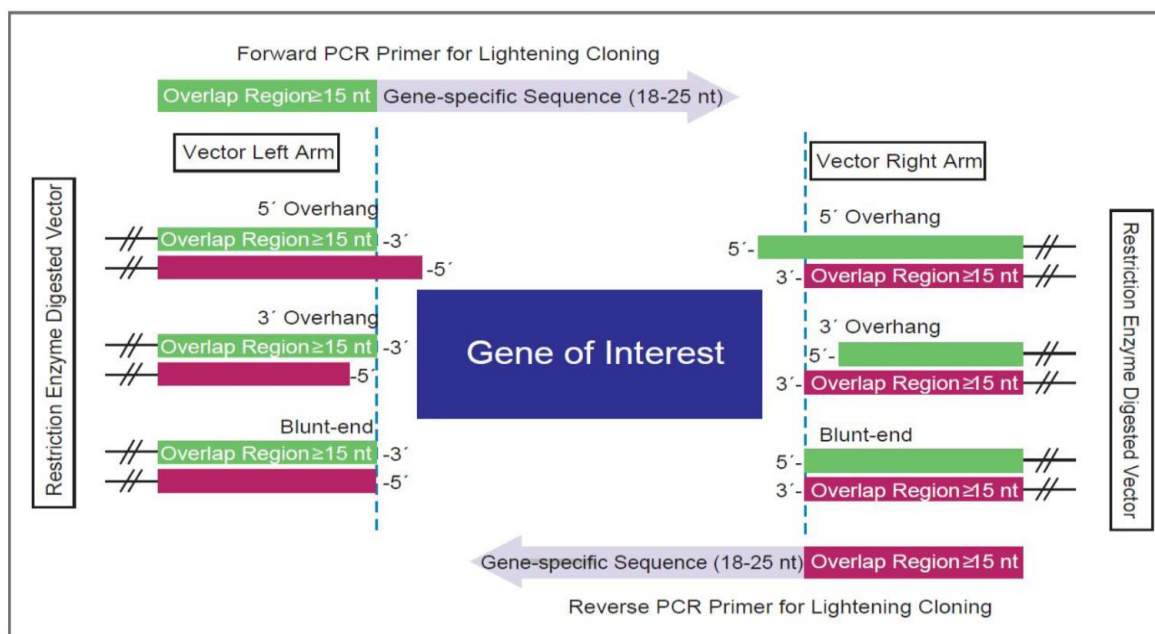 Forward PCR Primer for Lightening Cloning
Overlap Region≥15 nt
Gene-specific Sequence (18-25 nt)
Vector Left Arm
Vector Right Arm
Restriction Enzyme Digested Vector
5´ Overhang
Overlap Region≥15 nt
-3´
-5´
3´ Overhang
Overlap Region≥15 nt
-3´
-5´
Blunt-end
Overlap Region≥15 nt
-3´
-5´
Gene of Interest
5´ Overhang
5´-
3´-
Overlap Region≥15 nt
3´ Overhang
5´-
3´-
Overlap Region≥15 nt
Blunt-end
5´-
3´-
Overlap Region≥15 nt
Restriction Enzyme Digested Vector
Gene-specific Sequence (18-25 nt)
Overlap Region≥15 nt
Reverse PCR Primer for Lightening Cloning